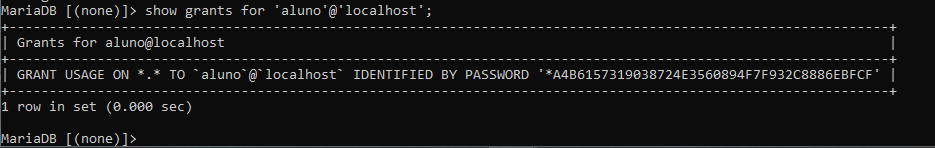 MariaDB [(none)]> show grants for 'aluno'@'localhost';
+------------------------------------------------------------------------------------------------------------+
| Grants for aluno@localhost                                                                                 |
+------------------------------------------------------------------------------------------------------------+
| GRANT USAGE ON *.* TO `aluno`@`localhost` IDENTIFIED BY PASSWORD '*A4B6157319038724E3560894F7F932C8886EBFCF' |
+------------------------------------------------------------------------------------------------------------+
1 row in set (0.000 sec)
MariaDB [(none)]>